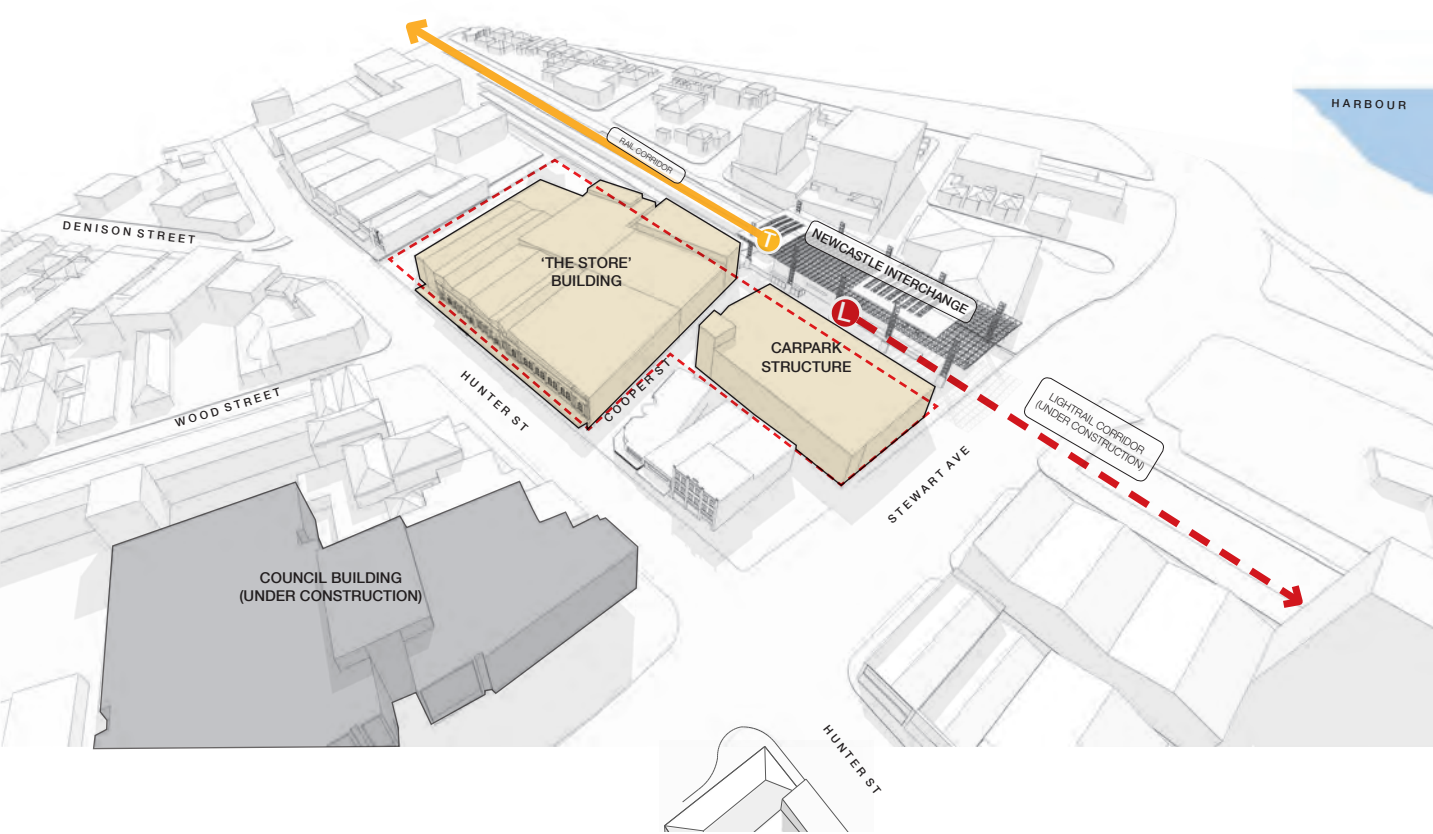 HARBOUR
RAIL CORRIDOR
DENISON STREET
T
NEWCASTLE INTERCHANGE
'THE STORE'
BUILDING
L
CARPARK
STRUCTURE
COOPER ST
HUNTER ST
WOOD STREET
LIGHTRAIL CORRIDOR
(UNDER CONSTRUCTION)
STEWART AVE
COUNCIL BUILDING
(UNDER CONSTRUCTION)
HUNTER ST